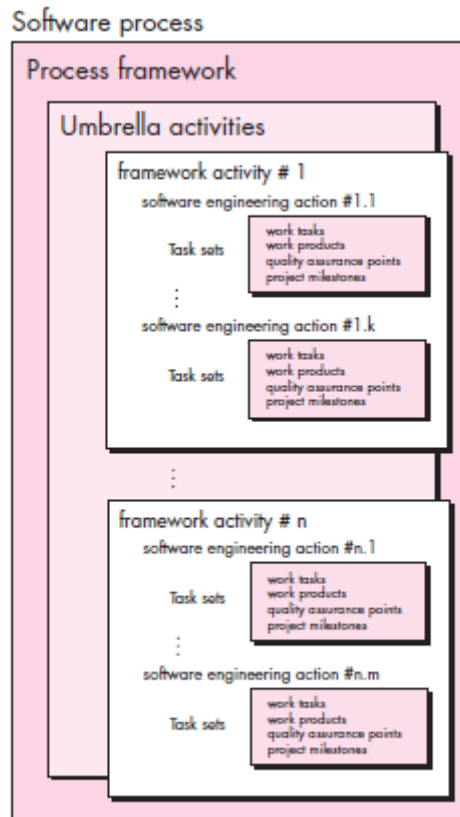 Software process
Process framework
Umbrella activities
framework activity # 1
software engineering action #1.1
Task sets
work tasks
work products
quality assurance points
project milestones
software engineering action #1.k
Task sets
work tasks
work products
quality assurance points
project milestones
framework activity # n
software engineering action #n.1
Task sets
work tasks
work products
quality assurance points
project milestones
software engineering action #n.m
Task sets
work tasks
work products
quality assurance points
project milestones